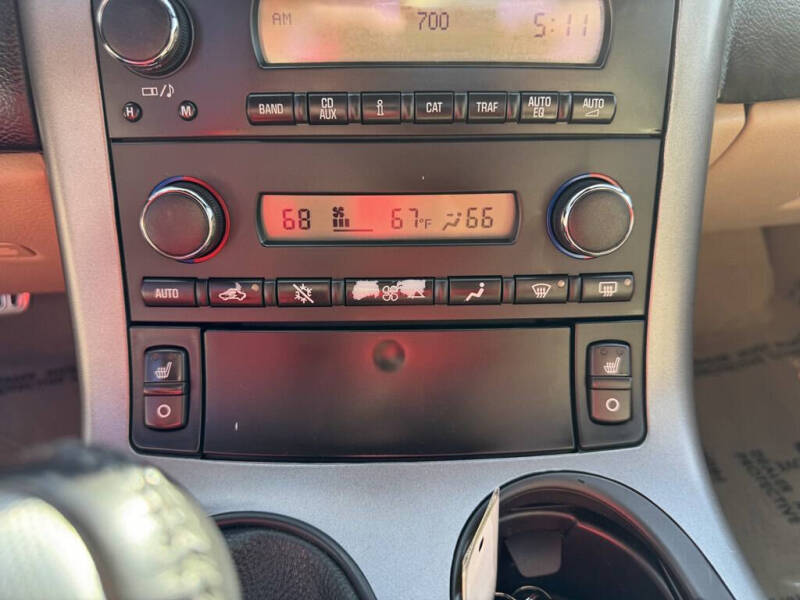 AM 700 5:11
H M
BAND CD AUX i CAT TRAF AUTO EQ AUTO
68 67°F 66
AUTO